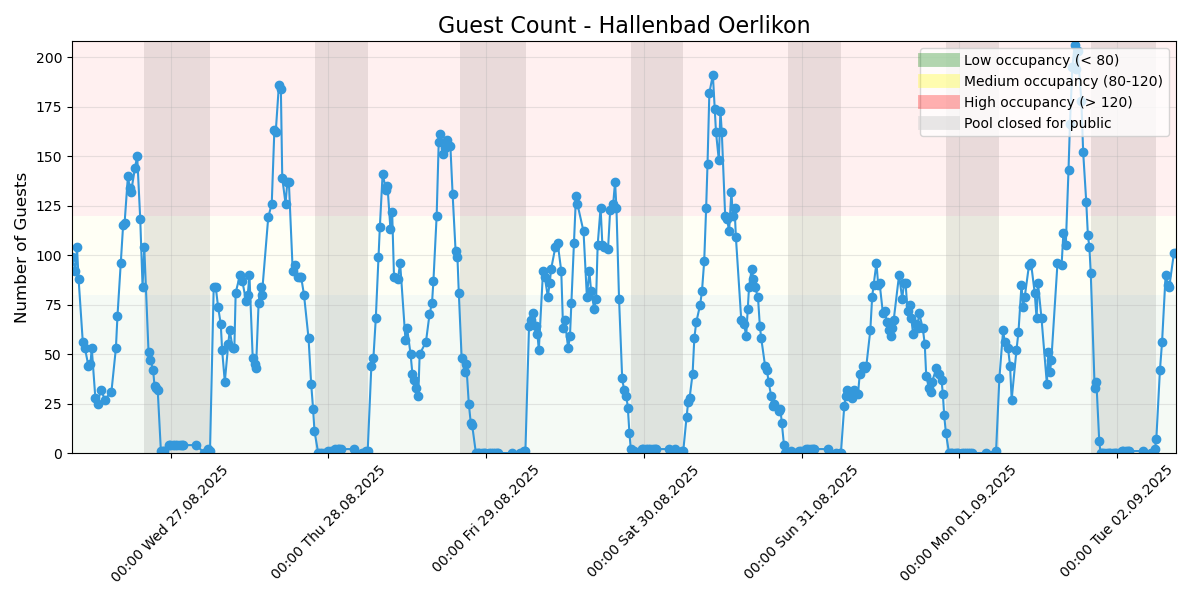 Guest Count - Hallenbad Oerlikon
Number of Guests
200
175
150
125
100
75
50
25
0
Low occupancy (< 80)
Medium occupancy (80-120)
High occupancy (> 120)
Pool closed for public
00:00 Wed 27.08.2025
00:00 Thu 28.08.2025
00:00 Fri 29.08.2025
00:00 Sat 30.08.2025
00:00 Sun 31.08.2025
00:00 Mon 01.09.2025
00:00 Tue 02.09.2025